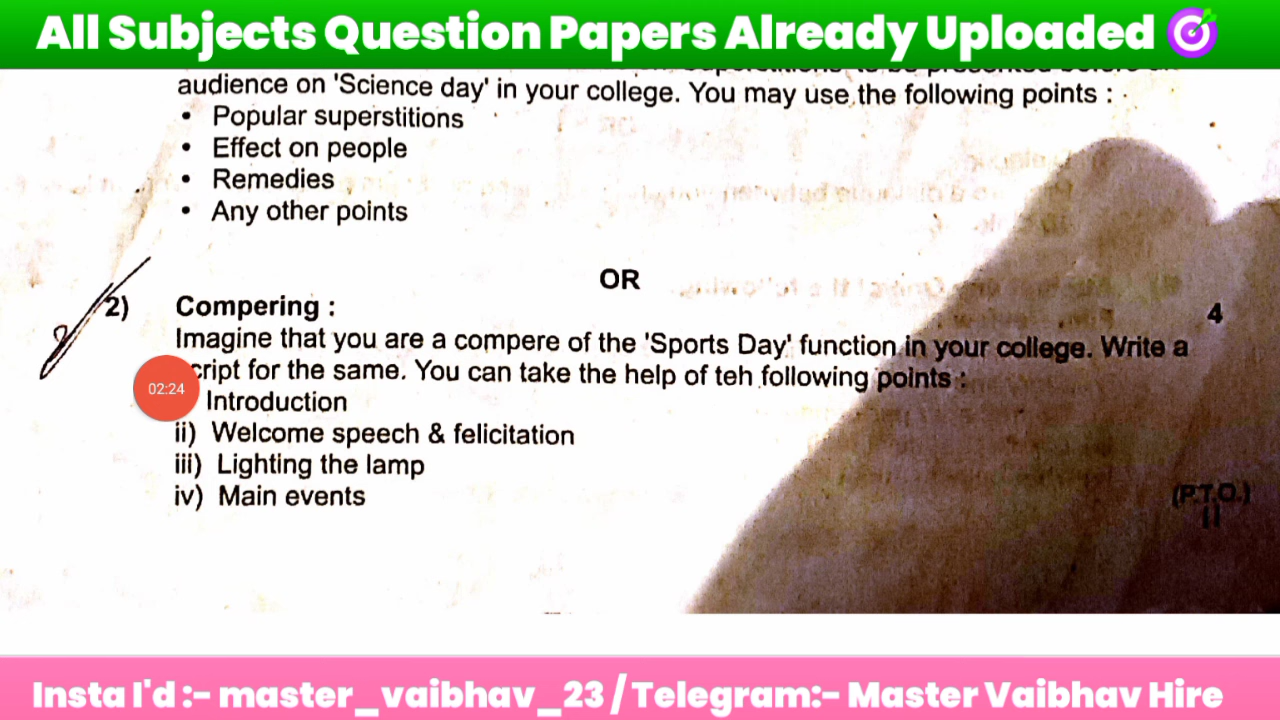 All Subjects Question Papers Already Uploaded
audience on 'Science day' in your college. You may use the following points :
• Popular superstitions
• Effect on people
• Remedies
• Any other points
OR
2) Compering : 4
Imagine that you are a compere of the 'Sports Day' function in your college. Write a
cript for the same. You can take the help of teh following points :
02:24
Introduction
ii) Welcome speech & felicitation
iii) Lighting the lamp
iv) Main events
(P.T.O.)
Insta I'd :- master_vaibhav_23 / Telegram:- Master Vaibhav Hire